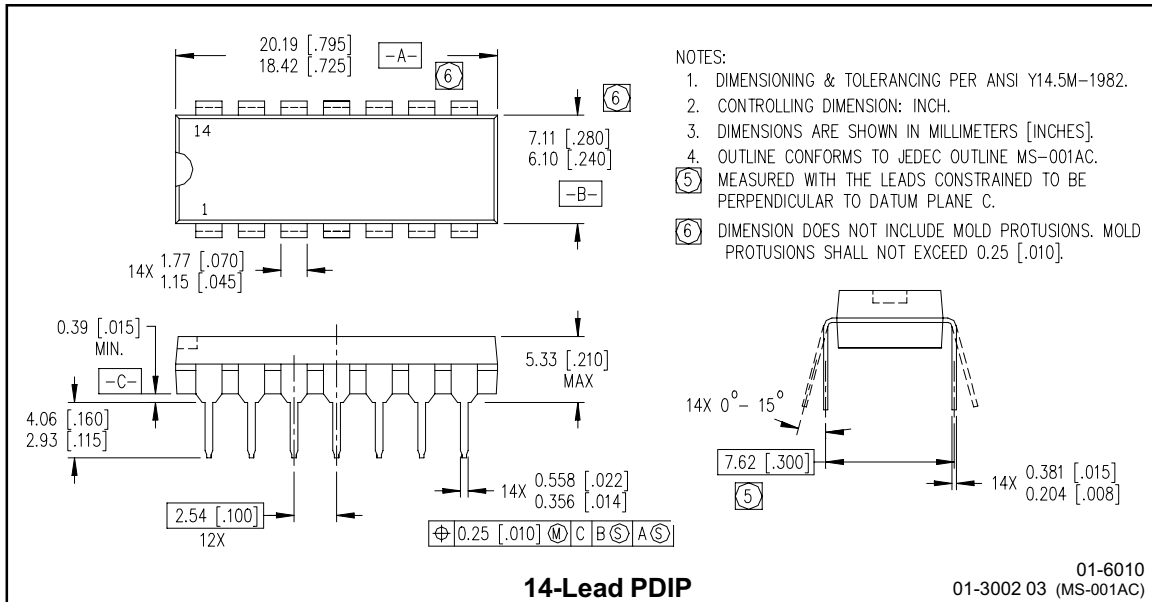 20.19 [.795]
18.42 [.725]
-A-
6
6
14
1
7.11 [.280]
6.10 [.240]
-B-
14X 1.77 [.070]
1.15 [.045]
NOTES:
1. DIMENSIONING & TOLERANCING PER ANSI Y14.5M-1982.
2. CONTROLLING DIMENSION: INCH.
3. DIMENSIONS ARE SHOWN IN MILLIMETERS [INCHES].
4. OUTLINE CONFORMS TO JEDEC OUTLINE MS-001AC.
5 MEASURED WITH THE LEADS CONSTRAINED TO BE
PERPENDICULAR TO DATUM PLANE C.
6 DIMENSION DOES NOT INCLUDE MOLD PROTUSIONS. MOLD
PROTUSIONS SHALL NOT EXCEED 0.25 [.010].
0.39 [.015]
MIN.
-C-
4.06 [.160]
2.93 [.115]
5.33 [.210]
MAX
2.54 [.100]
12X
14X 0.558 [.022]
0.356 [.014]
⌖ 0.25 [.010] Ⓜ C B Ⓢ A Ⓢ
14X 0°- 15°
7.62 [.300]
5
14X 0.381 [.015]
0.204 [.008]
14-Lead PDIP
01-6010
01-3002 03 (MS-001AC)